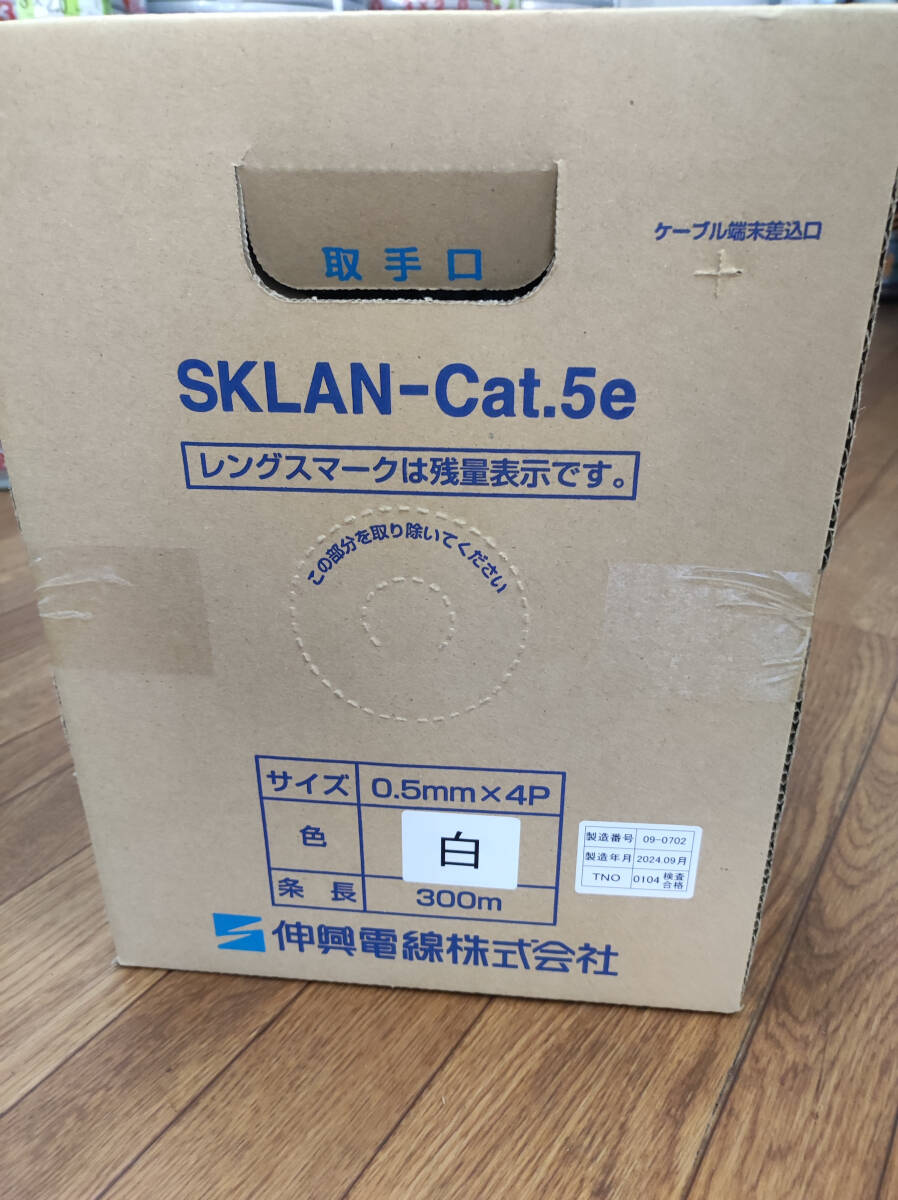 取手口
ケーブル端末差込口
SKLAN-Cat.5e
レングスマークは残量表示です。
この部分を取り除いてください
サイズ 0.5mm×4P
色 白
条長 300m
製造番号 09-0702
製造年月 2024.09月
TNO 0104 検査合格
伸興電線株式会社